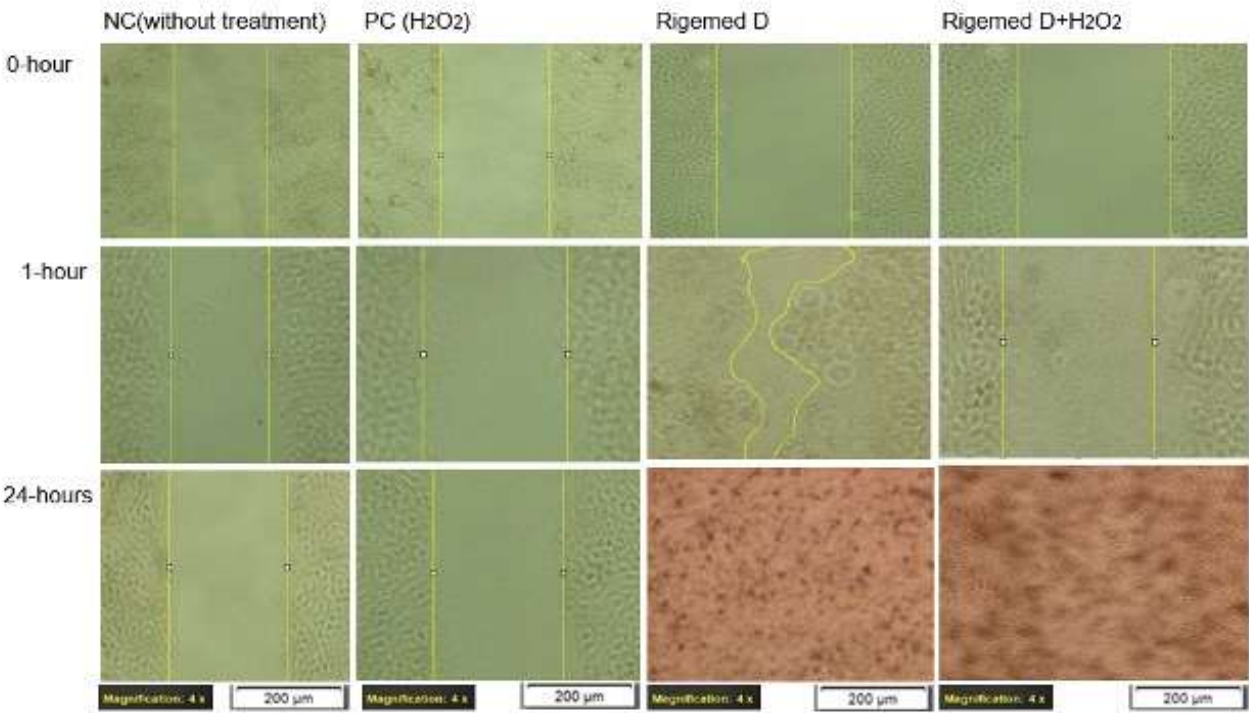 NC(without treatment) PC (H2O2) Rigemed D Rigemed D+H2O2
0-hour
1-hour
24-hours
Magnification: 4 x 200 µm Magnification: 4 x 200 µm Magnification: 4 x 200 µm Magnification: 4 x 200 µm